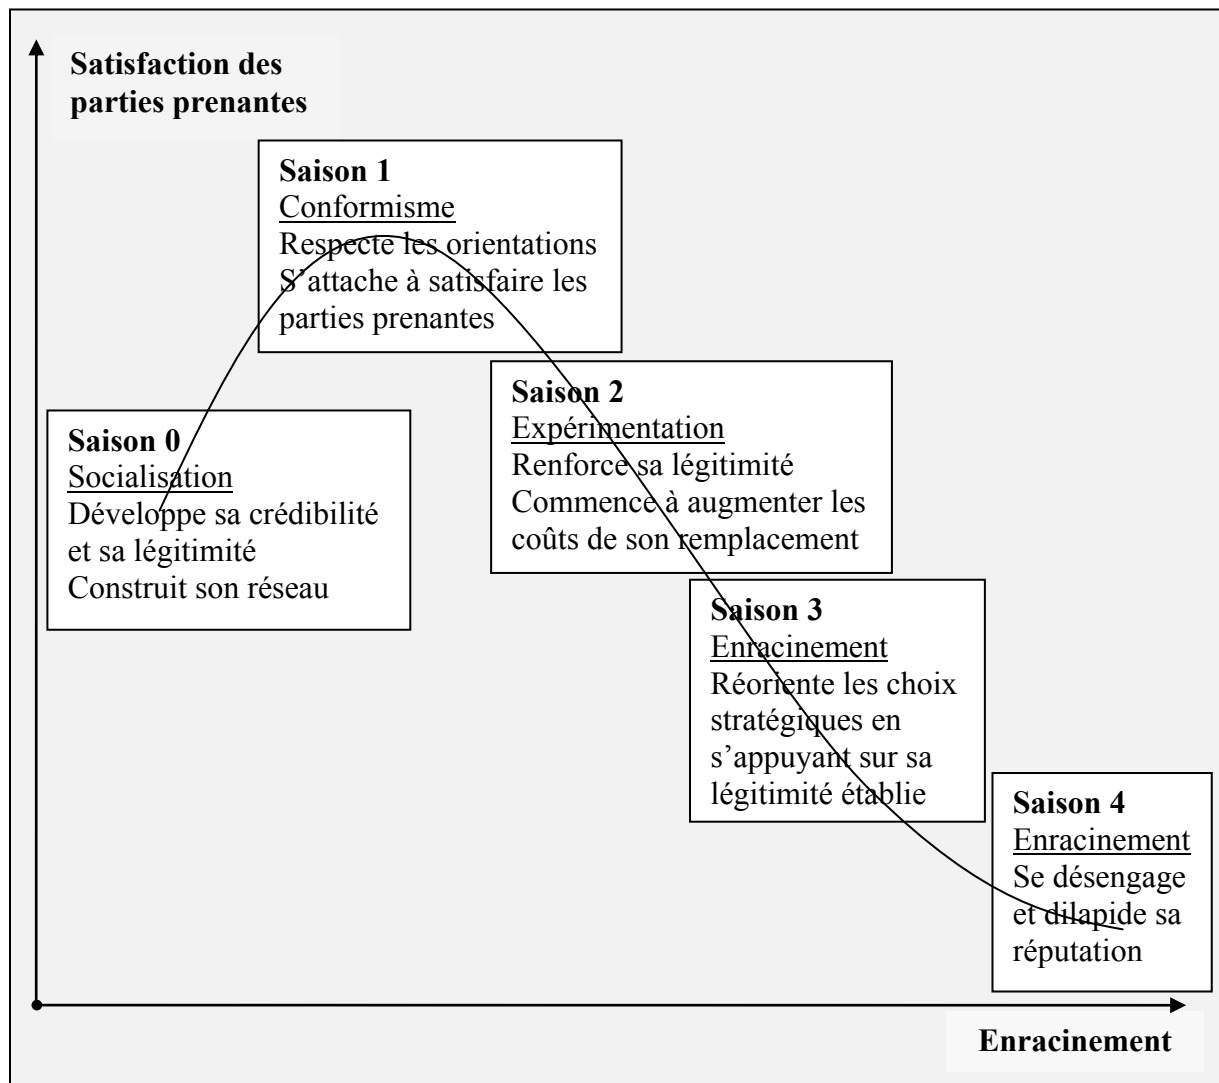 Satisfaction des
parties prenantes
Saison 1
Conformisme
Respecte les orientations
S’attache à satisfaire les
parties prenantes
Saison 2
Expérimentation
Renforce sa légitimité
Commence à augmenter les
coûts de son remplacement
Saison 0
Socialisation
Développe sa crédibilité
et sa légitimité
Construit son réseau
Saison 3
Enracinement
Réoriente les choix
stratégiques en
s’appuyant sur sa
légitimité établie
Saison 4
Enracinement
Se désengage
et dilapide sa
réputation
Enracinement